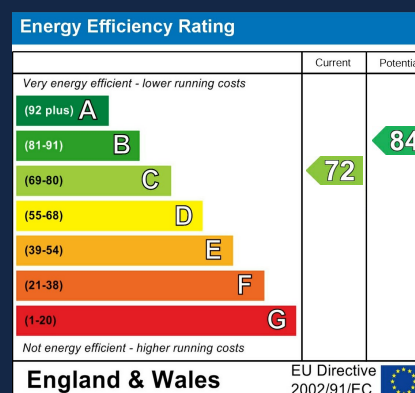 Energy Efficiency Rating
Current
Very energy efficient - lower running costs
(92 plus) A
(81-91) B
84
(69-80) C
72
(55-68) D
(39-54) E
(21-38) F
(1-20) G
Not energy efficient - higher running costs
England & Wales
EU Directive
2002/91/EC